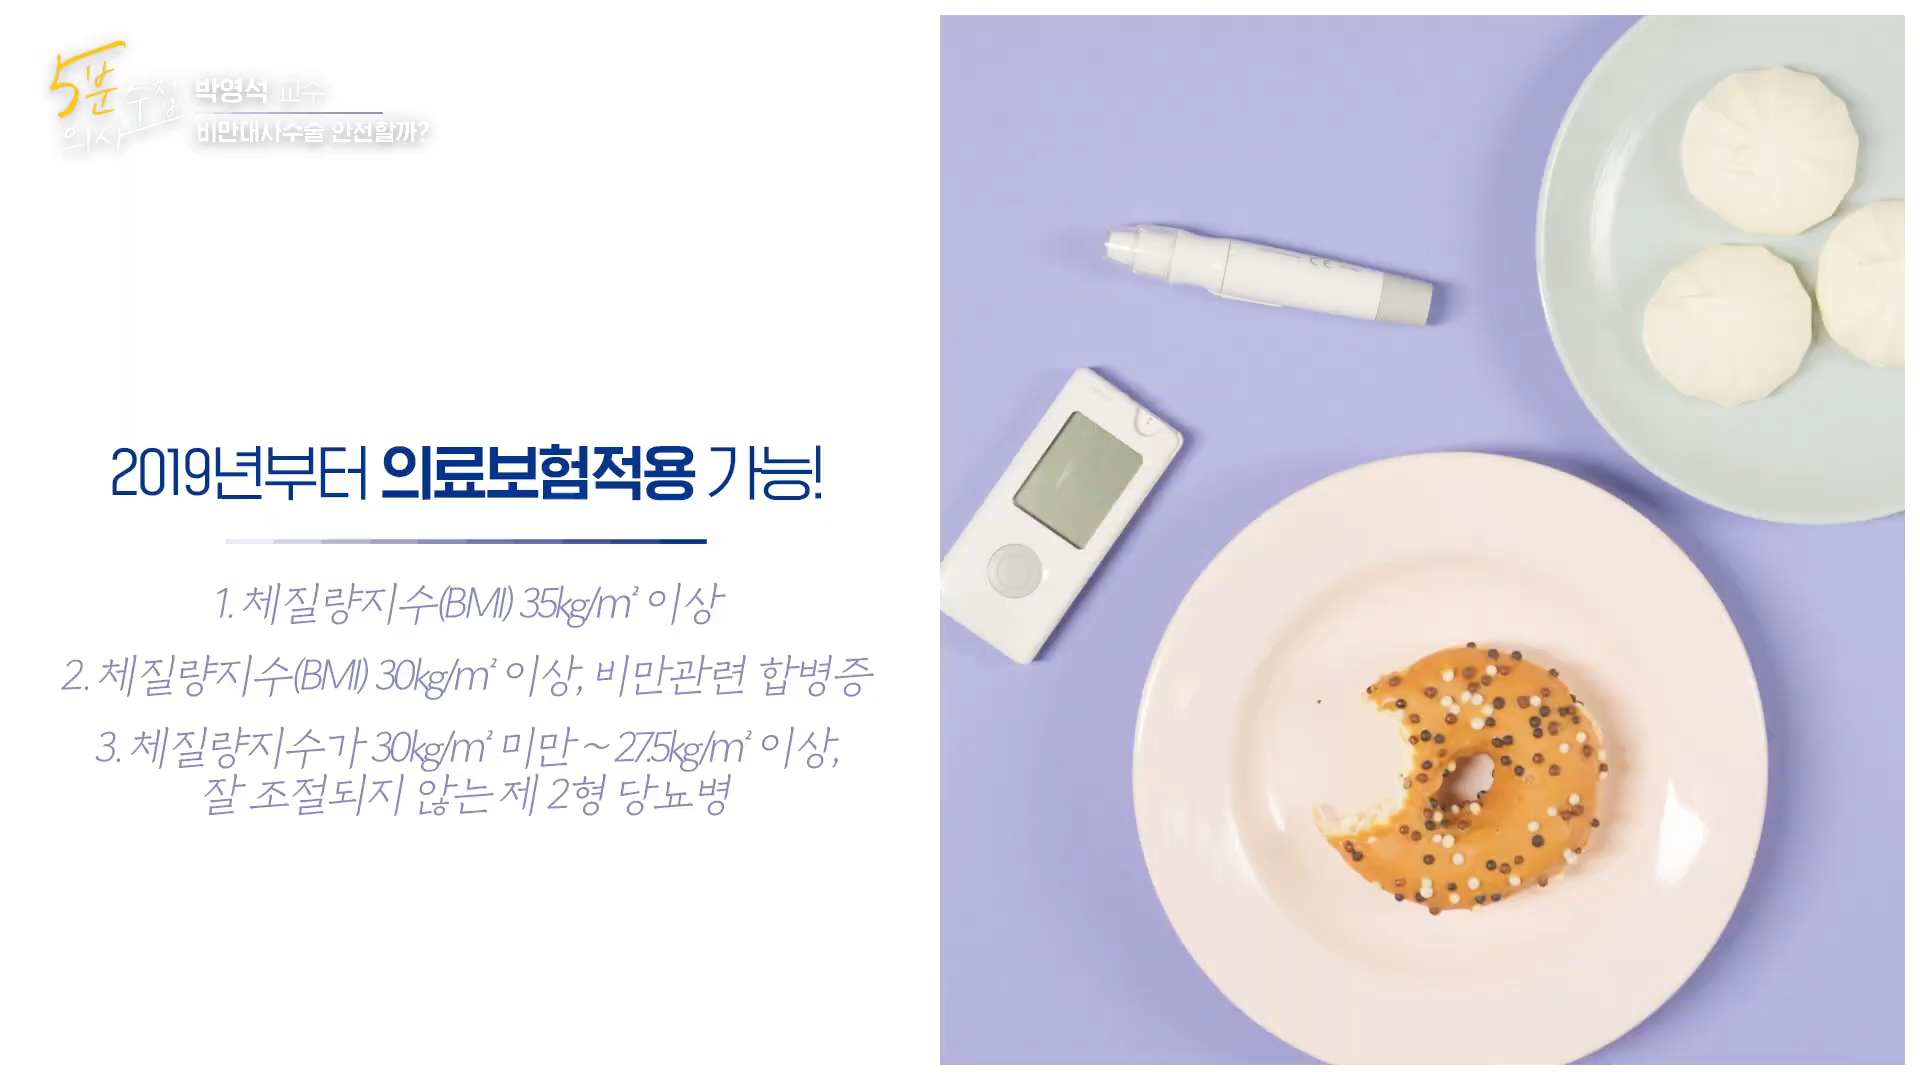 5분
의사수첩
박영석 교수
비만대사수술 안전할까?
2019년부터 의료보험적용 가능!
1. 체질량지수(BMI) 35kg/m² 이상
2. 체질량지수(BMI) 30kg/m² 이상, 비만관련 합병증
3. 체질량지수가 30kg/m² 미만 ~ 27.5kg/m² 이상,
잘 조절되지 않는 제 2형 당뇨병